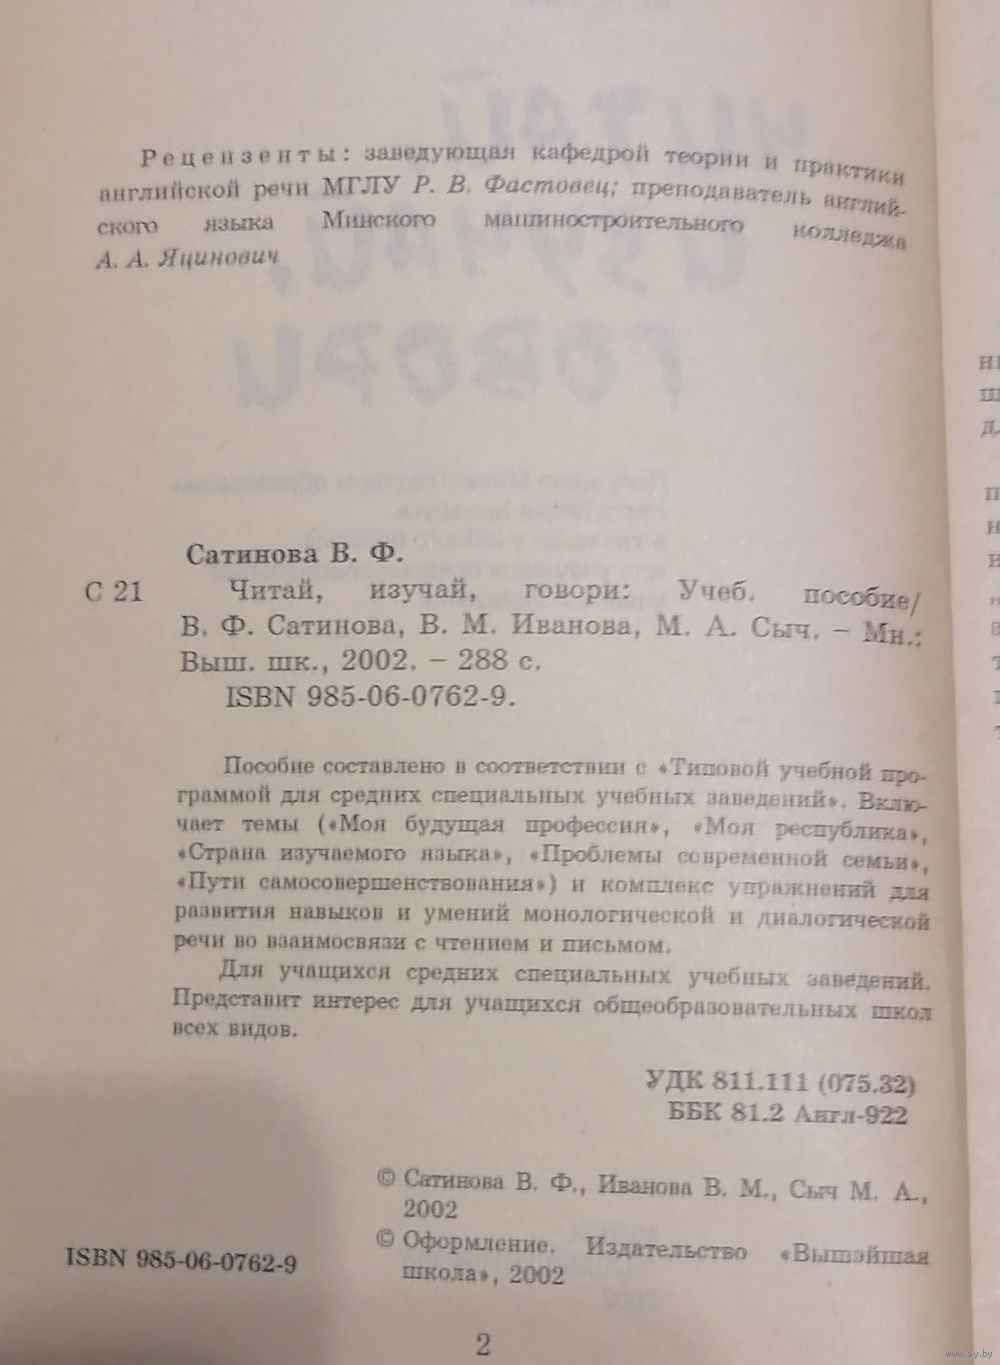 Рецензенты: заведующая кафедрой теории и практики
английской речи МГЛУ Р. В. Фастовец; преподаватель англий-
ского языка Минского машиностроительного колледжа
А. А. Яцинович
Сатинова В. Ф.
С 21 Читай, изучай, говори: Учеб. пособие/
В. Ф. Сатинова, В. М. Иванова, М. А. Сыч. – Мн.:
Выш. шк., 2002. – 288 с.
ISBN 985-06-0762-9.
Пособие составлено в соответствии с «Типовой учебной про-
граммой для средних специальных учебных заведений». Вклю-
чает темы («Моя будущая профессия», «Моя республика»,
«Страна изучаемого языка», «Проблемы современной семьи»,
«Пути самосовершенствования») и комплекс упражнений для
развития навыков и умений монологической и диалогической
речи во взаимосвязи с чтением и письмом.
Для учащихся средних специальных учебных заведений.
Представит интерес для учащихся общеобразовательных школ
всех видов.
УДК 811.111 (075.32)
ББК 81.2 Англ-922
© Сатинова В. Ф., Иванова В. М., Сыч М. А.,
2002
© Оформление. Издательство «Вышэйшая
школа», 2002
ISBN 985-06-0762-9
2
www.ay.by